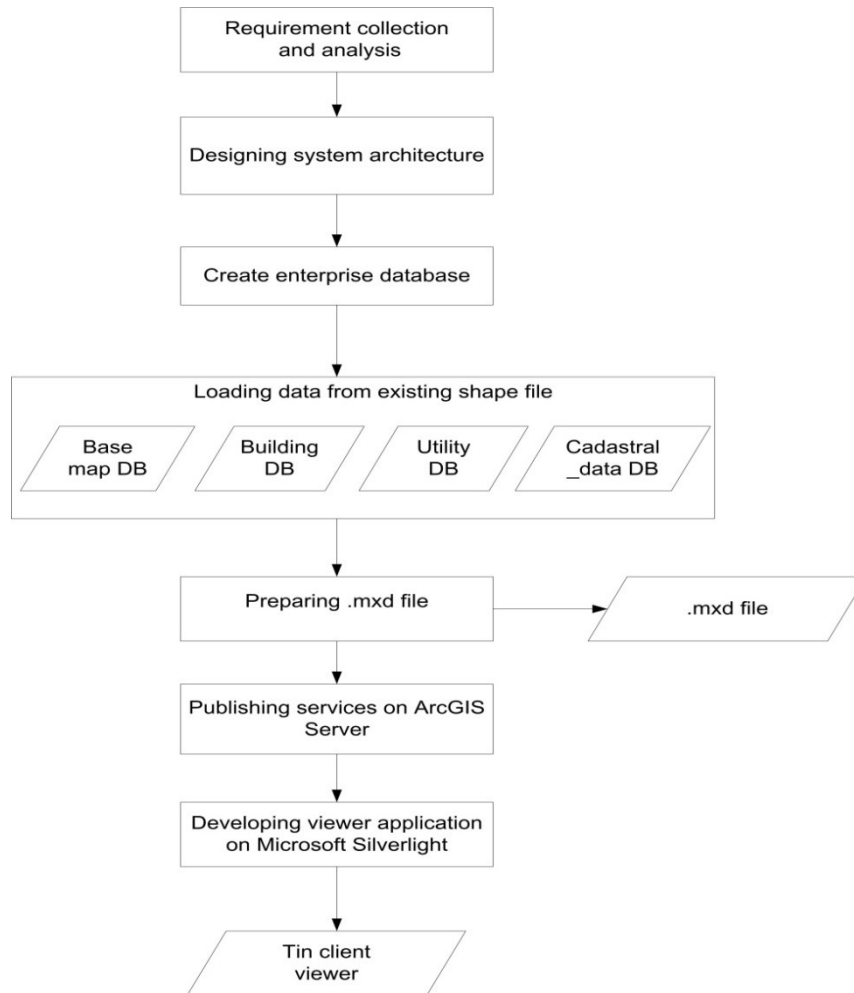 Requirement collection
and analysis
Designing system architecture
Create enterprise database
Loading data from existing shape file
Base
map DB
Building
DB
Utility
DB
Cadastral
_data DB
Preparing .mxd file
.mxd file
Publishing services on ArcGIS
Server
Developing viewer application
on Microsoft Silverlight
Tin client
viewer